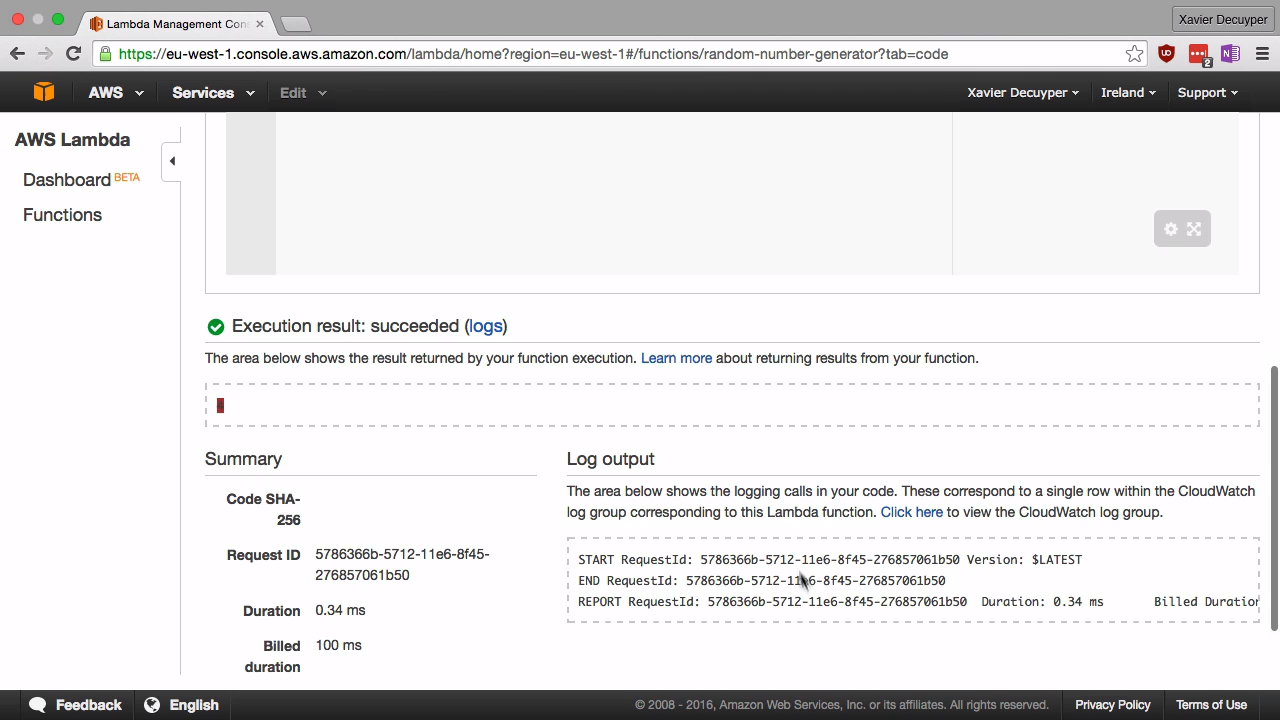 Lambda Management Con
Xavier Decuyper
https://eu-west-1.console.aws.amazon.com/lambda/home?region=eu-west-1#/functions/random-number-generator?tab=code
2
AWS
Services
Edit
Xavier Decuyper
Ireland
Support
AWS Lambda
Dashboard BETA
Functions
Execution result: succeeded (logs)
The area below shows the result returned by your function execution. Learn more about returning results from your function.
Summary
Code SHA-
256
Request ID
5786366b-5712-11e6-8f45-
276857061b50
Duration
0.34 ms
Billed
duration
100 ms
Log output
The area below shows the logging calls in your code. These correspond to a single row within the CloudWatch
log group corresponding to this Lambda function. Click here to view the CloudWatch log group.
START RequestId: 5786366b-5712-11e6-8f45-276857061b50 Version: $LATEST
END RequestId: 5786366b-5712-11e6-8f45-276857061b50
REPORT RequestId: 5786366b-5712-11e6-8f45-276857061b50 Duration: 0.34 ms Billed Duration
Feedback
English
© 2008 - 2016, Amazon Web Services, Inc. or its affiliates. All rights reserved.
Privacy Policy
Terms of Use